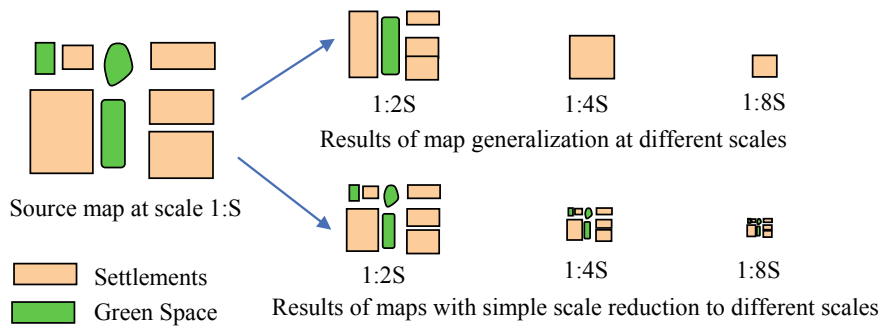 1:2S
1:4S
1:8S
Results of map generalization at different scales
Source map at scale 1:S
1:2S
1:4S
1:8S
Results of maps with simple scale reduction to different scales
Settlements
Green Space